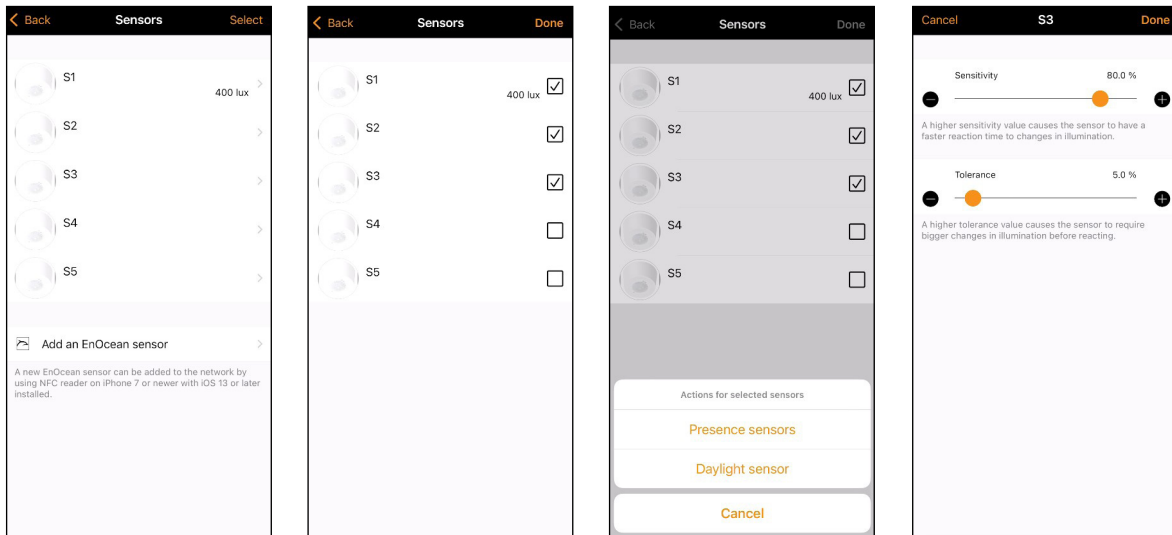 Back Sensors Select
S1
400 lux
S2
S3
S4
S5
Add an EnOcean sensor
A new EnOcean sensor can be added to the network by
using NFC reader on iPhone 7 or newer with iOS 13 or later
installed.
Back Sensors Done
S1
400 lux
S2
S3
S4
S5
Back Sensors Done
S1
400 lux
S2
S3
S4
S5
Actions for selected sensors
Presence sensors
Daylight sensor
Cancel
Cancel S3 Done
Sensitivity 80.0 %
A higher sensitivity value causes the sensor to have a
faster reaction time to changes in illumination.
Tolerance 5.0 %
A higher tolerance value causes the sensor to require
bigger changes in illumination before reacting.